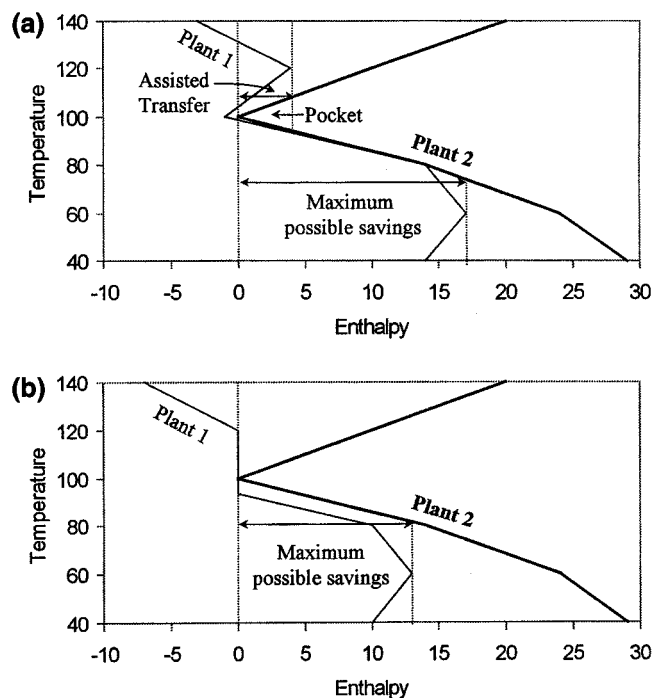 (a)
140
120
100
80
60
40
Temperature
Plant 1
Assisted
Transfer
Pocket
Plant 2
Maximum
possible savings
-10 -5 0 5 10 15 20 25 30
Enthalpy
(b)
140
120
100
80
60
40
Temperature
Plant 1
Plant 2
Maximum
possible savings
-10 -5 0 5 10 15 20 25 30
Enthalpy